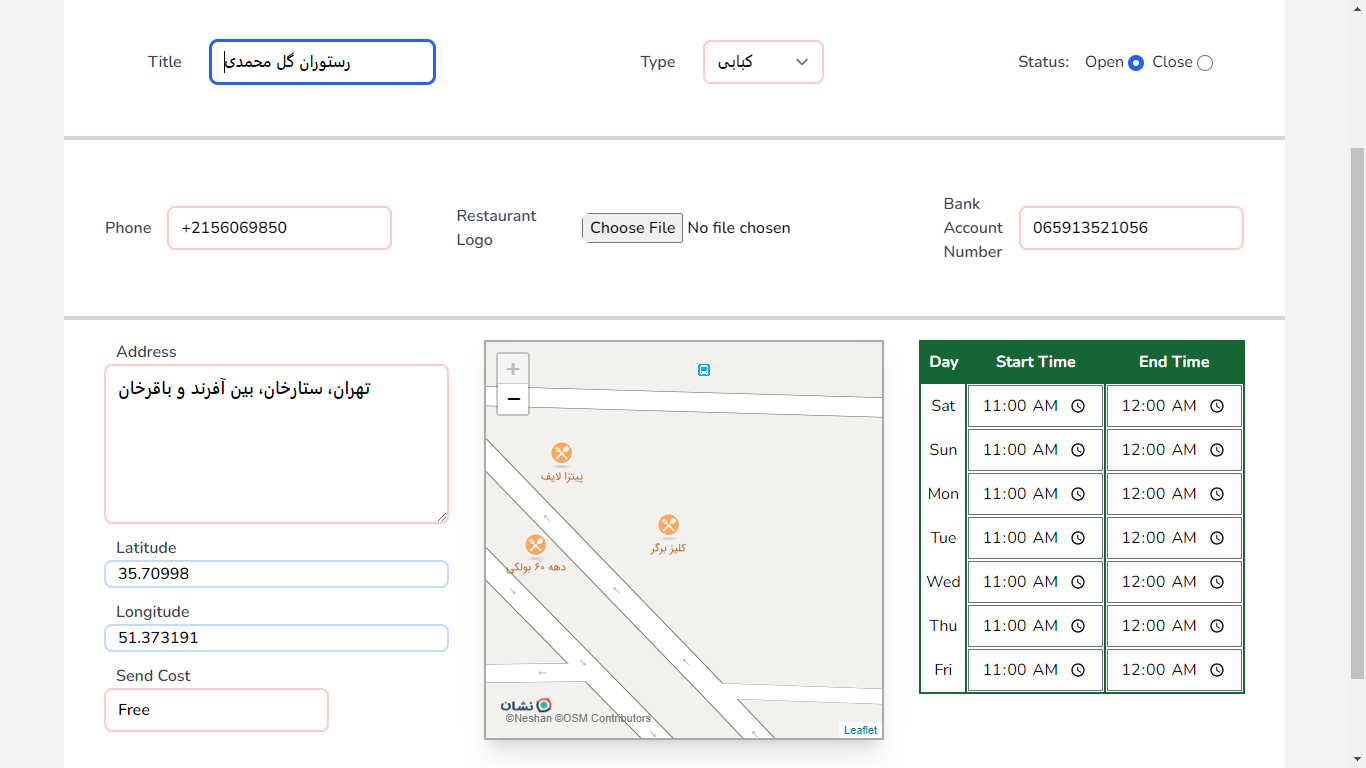 Title
رستوران گل محمدی
Type
کبابی
Status:
Open
Close
Phone
+2156069850
Restaurant
Logo
Choose File No file chosen
Bank
Account
Number
065913521056
Address
تهران، ستارخان، بین آفرند و باقرخان
Latitude
35.70998
Longitude
51.373191
Send Cost
Free
+
−
پیتزا لایف
کلیز برگر
دهه ۶۰ بولکی
نشان
©Neshan ©OSM Contributors
Leaflet
Day Start Time End Time
Sat 11:00 AM 12:00 AM
Sun 11:00 AM 12:00 AM
Mon 11:00 AM 12:00 AM
Tue 11:00 AM 12:00 AM
Wed 11:00 AM 12:00 AM
Thu 11:00 AM 12:00 AM
Fri 11:00 AM 12:00 AM